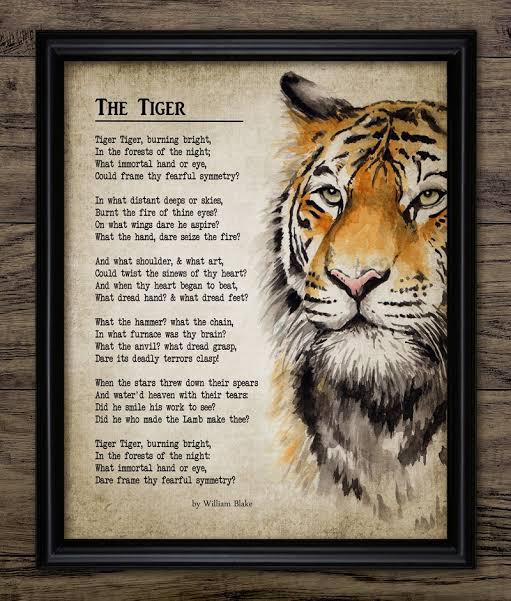 THE TIGER
Tiger Tiger, burning bright,
In the forests of the night;
What immortal hand or eye,
Could frame thy fearful symmetry?
In what distant deeps or skies,
Burnt the fire of thine eyes?
On what wings dare he aspire?
What the hand, dare seize the fire?
And what shoulder, & what art,
Could twist the sinews of thy heart?
And when thy heart began to beat,
What dread hand? & what dread feet?
What the hammer? what the chain,
In what furnace was thy brain?
What the anvil? what dread grasp,
Dare its deadly terrors clasp!
When the stars threw down their spears
And water'd heaven with their tears:
Did he smile his work to see?
Did he who made the Lamb make thee?
Tiger Tiger, burning bright,
In the forests of the night:
What immortal hand or eye,
Dare frame thy fearful symmetry?
by William Blake